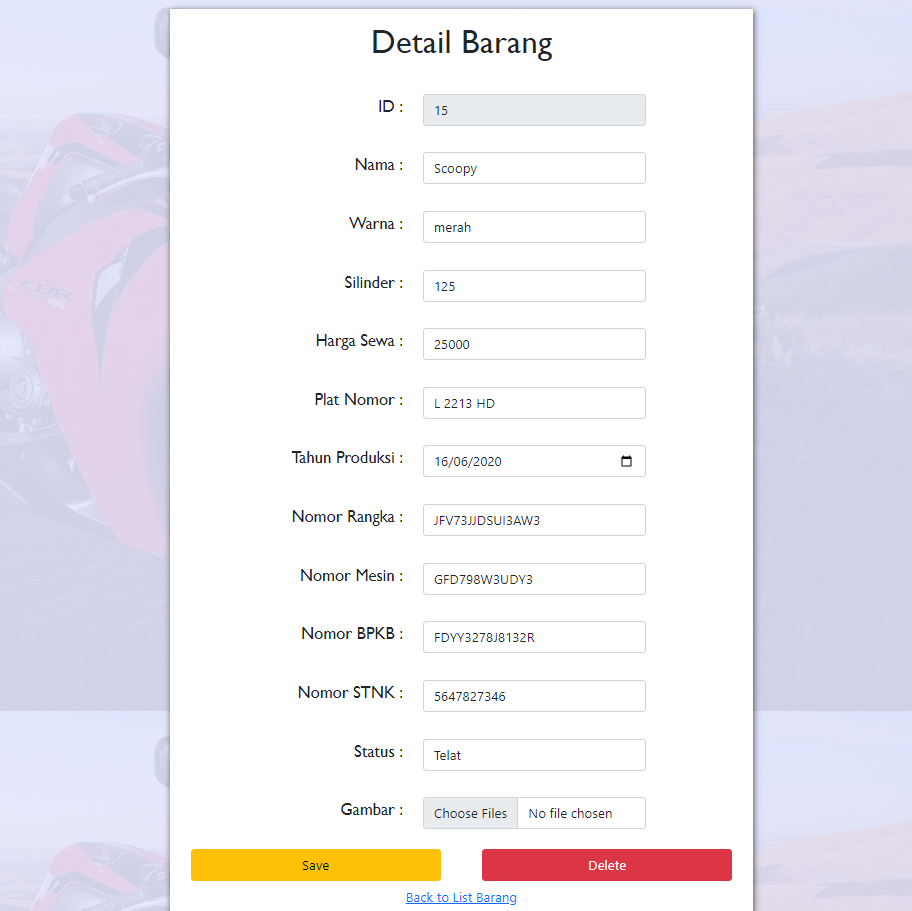 Detail Barang
ID : 15
Nama : Scoopy
Warna : merah
Silinder : 125
Harga Sewa : 25000
Plat Nomor : L 2213 HD
Tahun Produksi : 16/06/2020
Nomor Rangka : JFV73JJDSUI3AW3
Nomor Mesin : GFD798W3UDY3
Nomor BPKB : FDYY3278J8132R
Nomor STNK : 5647827346
Status : Telat
Gambar : Choose Files No file chosen
Save Delete
Back to List Barang
CBR